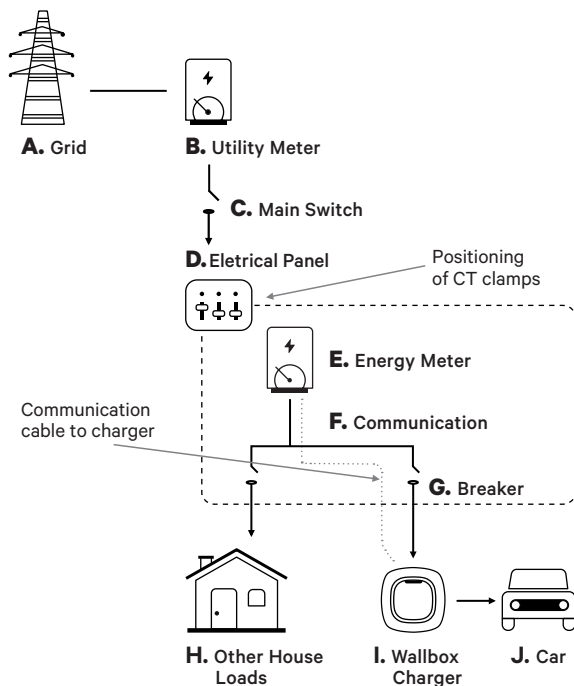 A. Grid
B. Utility Meter
C. Main Switch
D. Eletrical Panel
Positioning
of CT clamps
E. Energy Meter
Communication
cable to charger
F. Communication
G. Breaker
H. Other House
Loads
I. Wallbox
Charger
J. Car